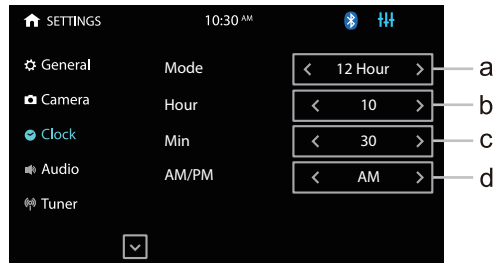 SETTINGS 10:30 AM
General
Mode < 12 Hour > a
Camera
Hour < 10 > b
Clock
Min < 30 > c
Audio
AM/PM < AM > d
Tuner